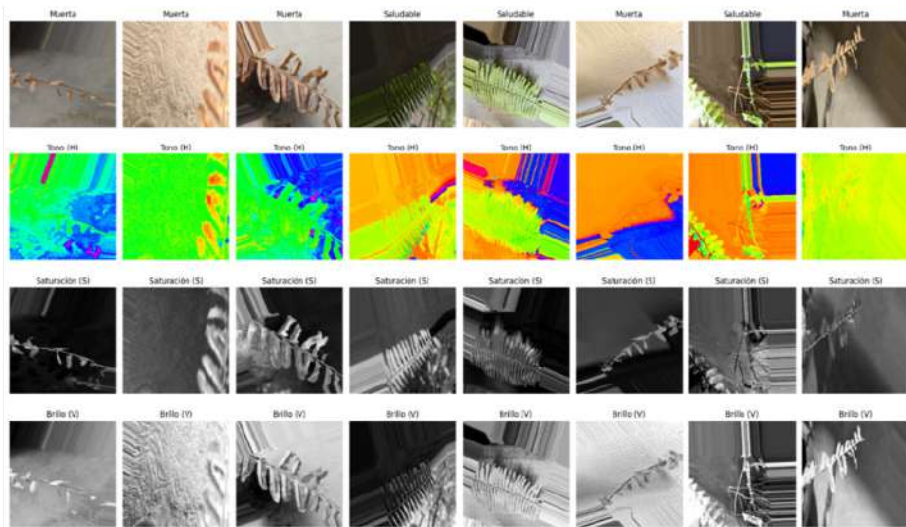 Muerta Muerta Muerta Saludable Saludable Muerta Saludable Muerta
Tono (H) Tono (H) Tono (H) Tono (H) Tono (H) Tono (H) Tono (H) Tono (H)
Saturación (S) Saturación (S) Saturación (S) Saturación (S) Saturación (S) Saturación (S) Saturación (S) Saturación (S)
Brillo (V) Brillo (V) Brillo (V) Brillo (V) Brillo (V) Brillo (V) Brillo (V) Brillo (V)